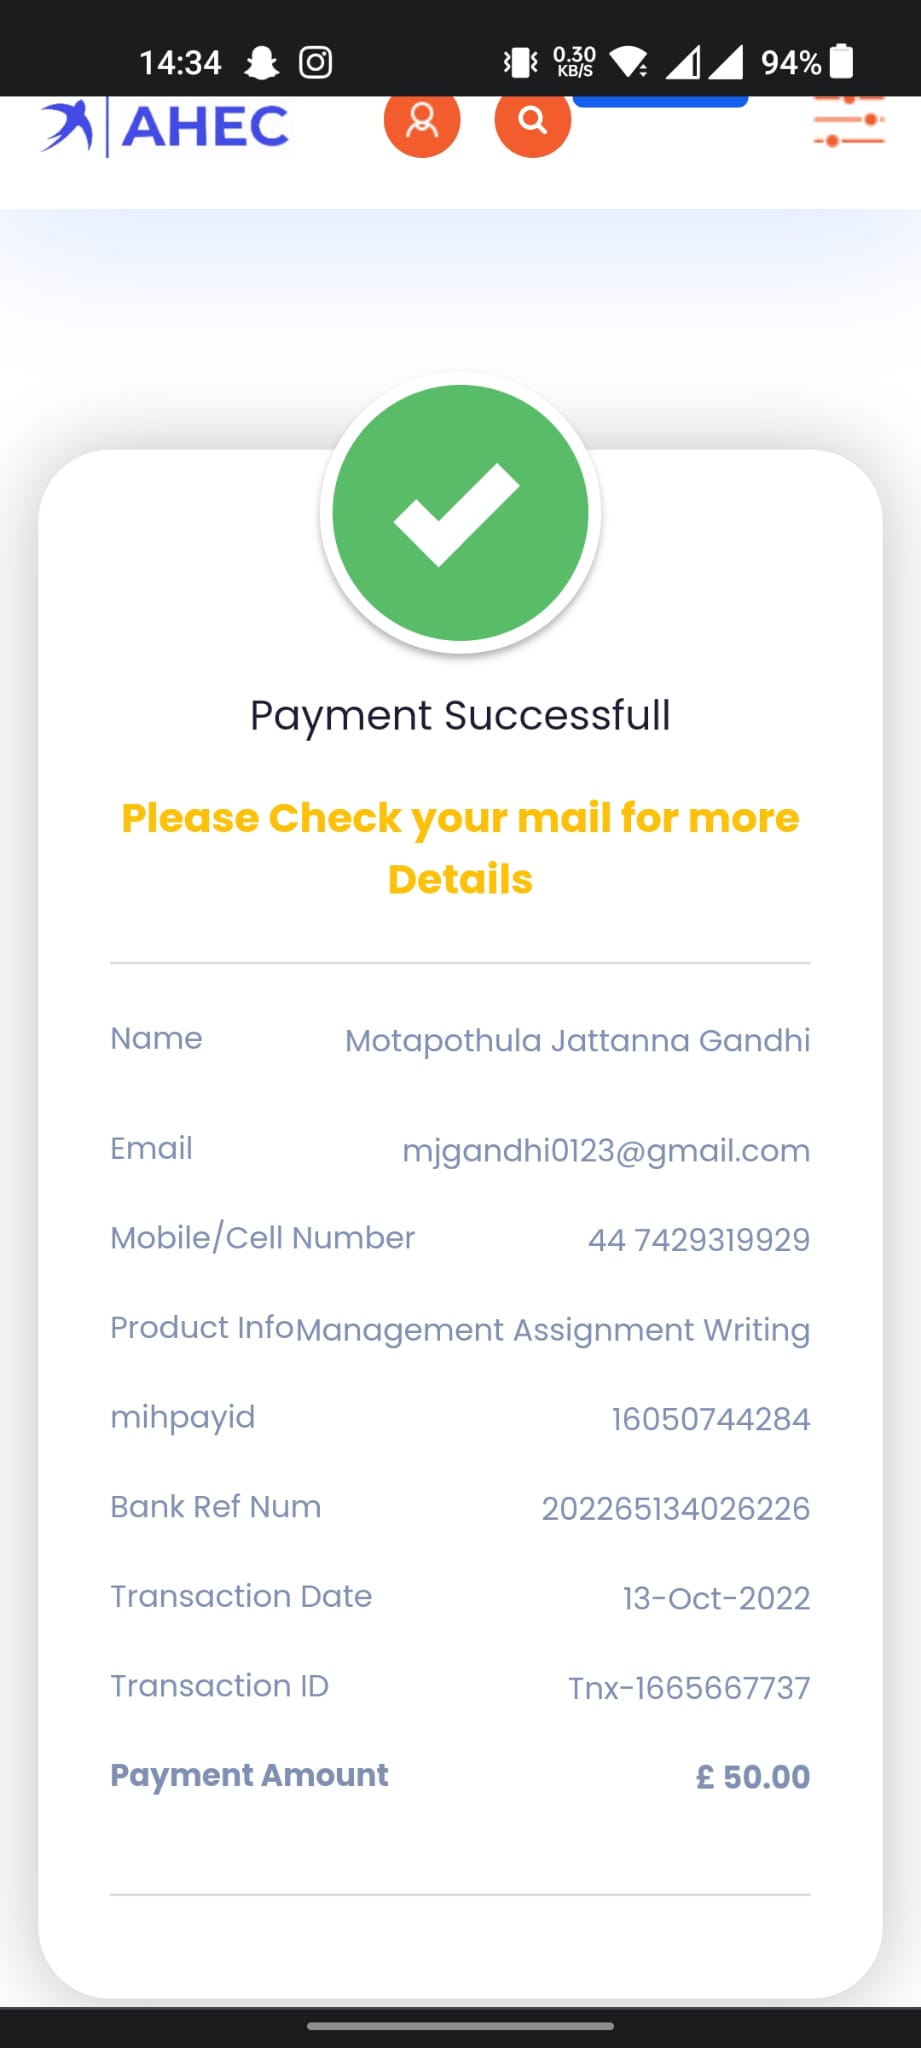 14:34 0.30 KB/S 94%
AHEC
Payment Successfull
Please Check your mail for more
Details
Name Motapothula Jattanna Gandhi
Email mjgandhi0123@gmail.com
Mobile/Cell Number 44 7429319929
Product Info Management Assignment Writing
mihpayid 16050744284
Bank Ref Num 202265134026226
Transaction Date 13-Oct-2022
Transaction ID Tnx-1665667737
Payment Amount £ 50.00